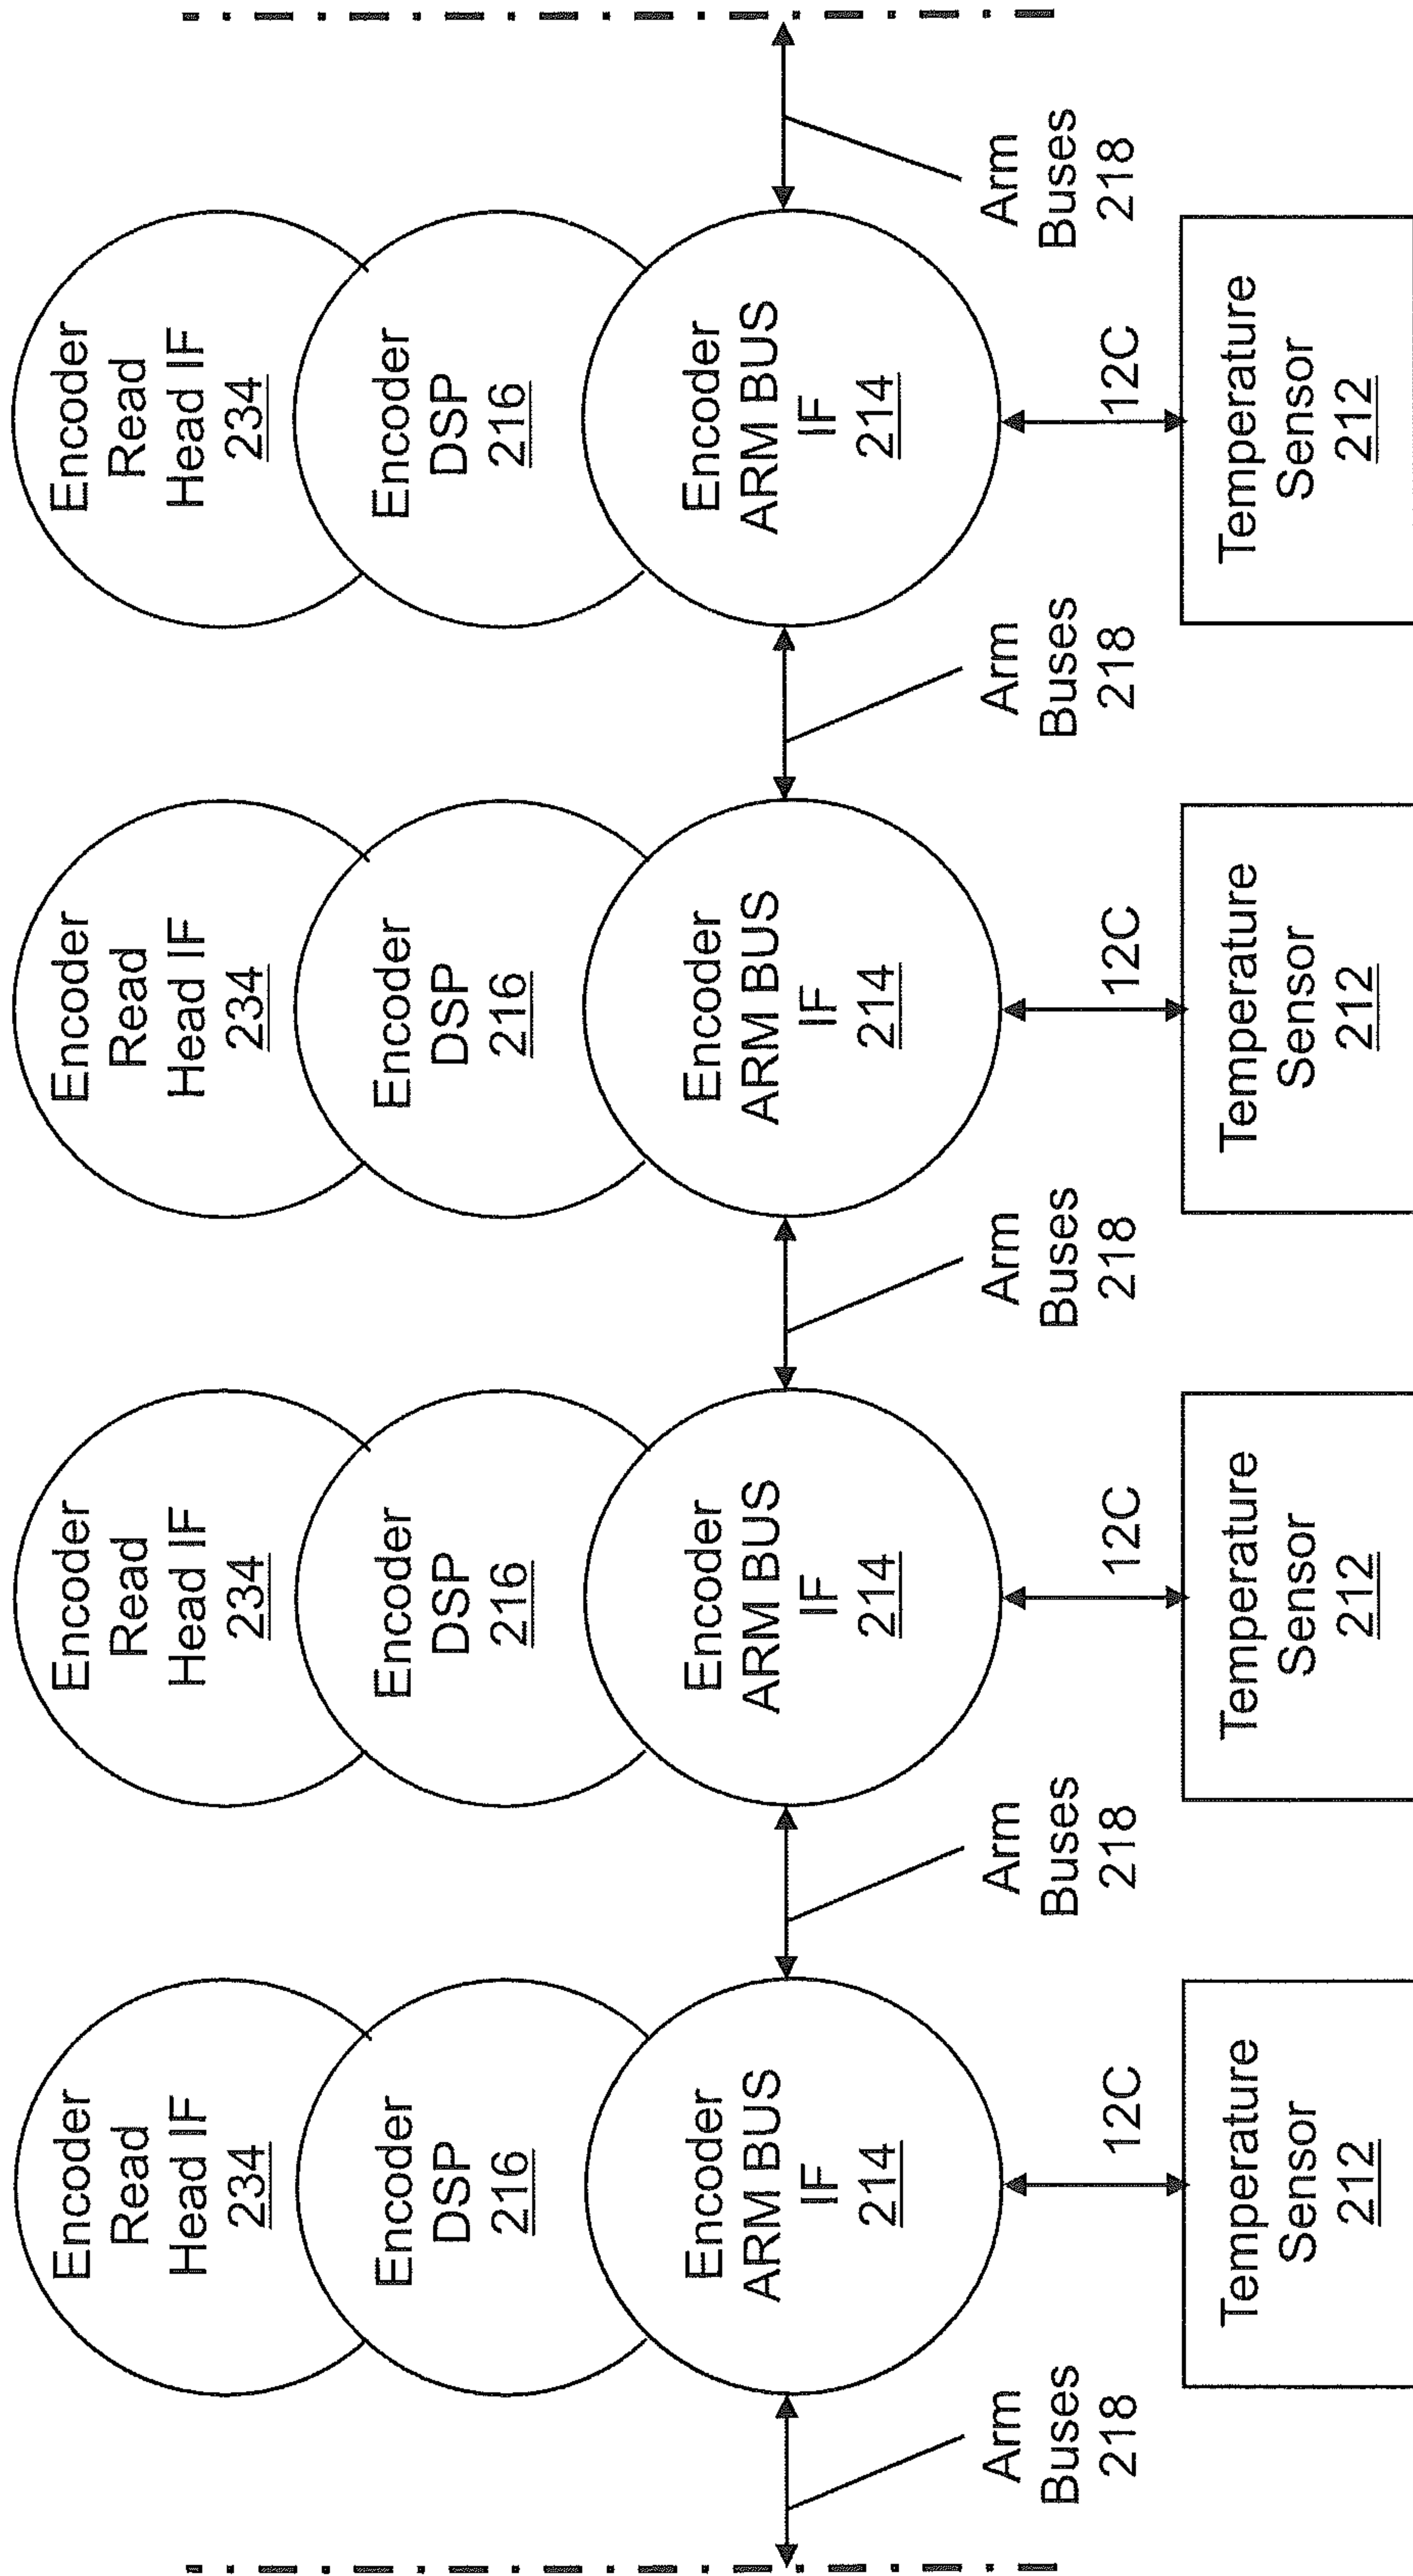 Encoder
Read
Head IF
234
Encoder
Read
Head IF
234
Encoder
Read
Head IF
234
Encoder
Read
Head IF
234
Encoder
DSP
216
Encoder
DSP
216
Encoder
DSP
216
Encoder
DSP
216
Encoder
ARM BUS
IF
214
Encoder
ARM BUS
IF
214
Encoder
ARM BUS
IF
214
Encoder
ARM BUS
IF
214
Arm
Buses
218
Arm
Buses
218
Arm
Buses
218
Arm
Buses
218
Arm
Buses
218
12C
12C
12C
12C
Temperature
Sensor
212
Temperature
Sensor
212
Temperature
Sensor
212
Temperature
Sensor
212